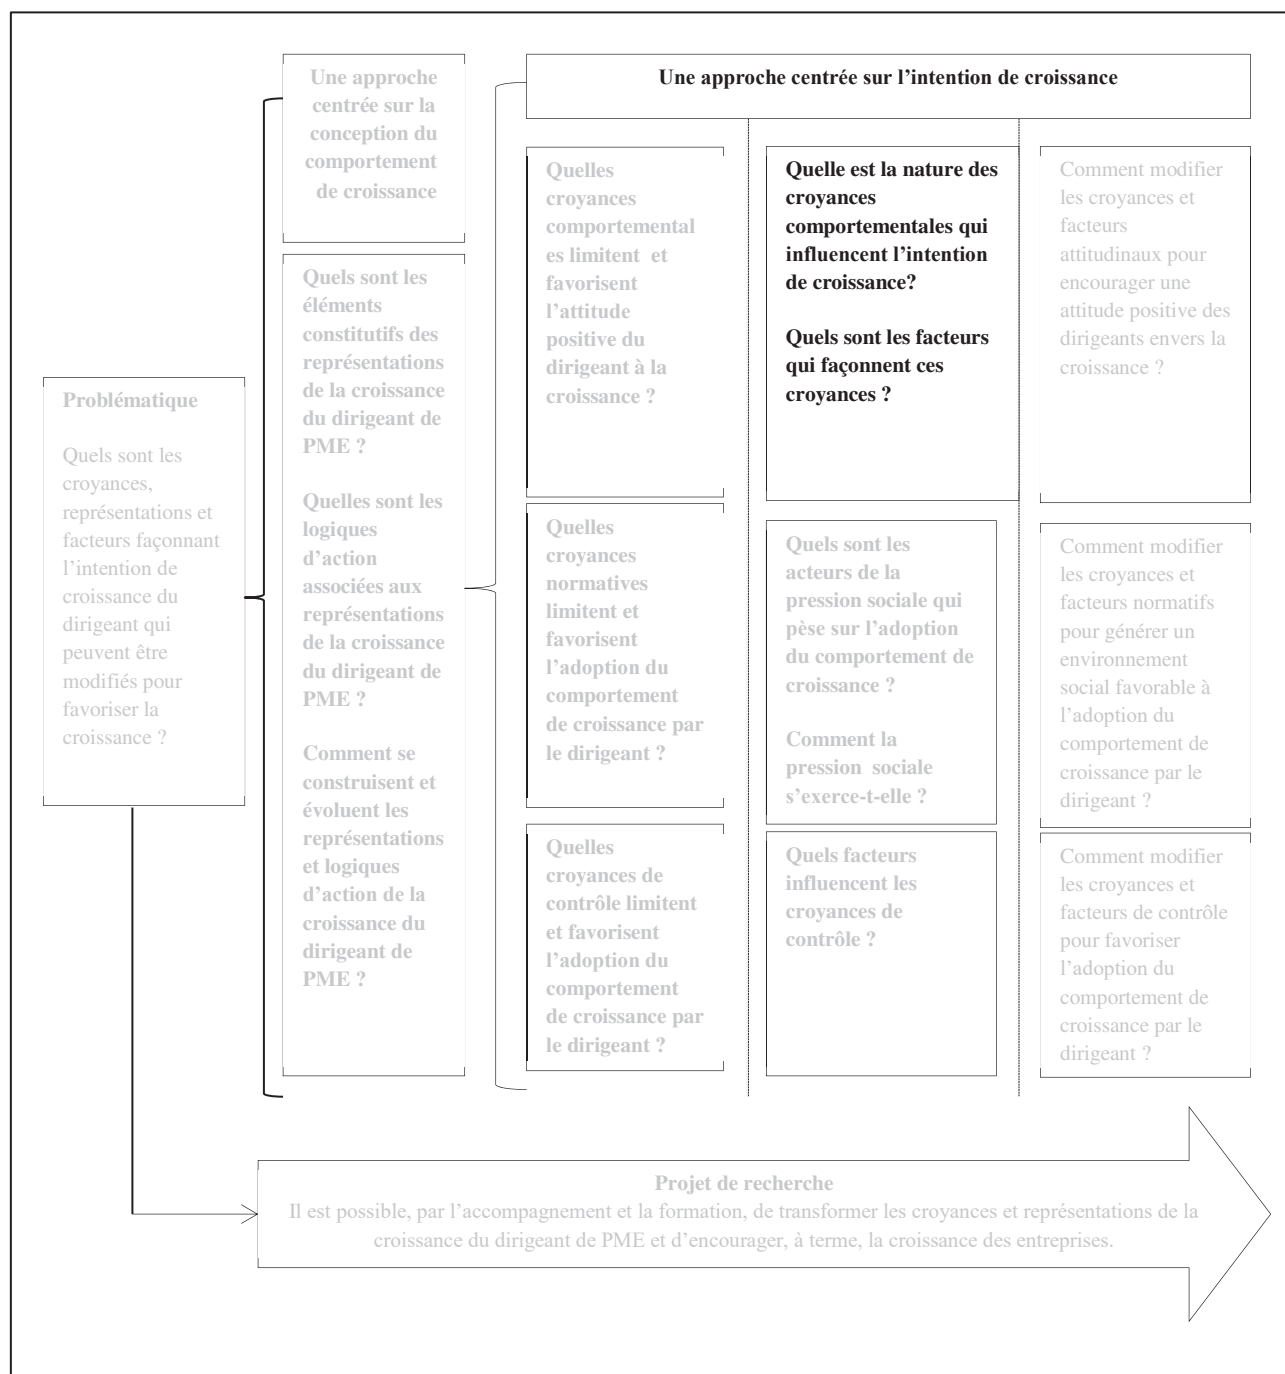 Une approche
centrée sur la
conception du
comportement
de croissance
Une approche centrée sur l’intention de croissance
Problématique
Quels sont les
croyances,
représentations et
facteurs façonnant
l’intention de
croissance du
dirigeant qui
peuvent être
modifiés pour
favoriser la
croissance ?
Quels sont les
éléments
constitutifs des
représentations
de la croissance
du dirigeant de
PME ?
Quelles sont les
logiques
d’action
associées aux
représentations
de la croissance
du dirigeant de
PME ?
Comment se
construisent et
évoluent les
représentations
et logiques
d’action de la
croissance du
dirigeant de
PME ?
Quelles
croyances
comportemental
es limitent et
favorisent
l’attitude
positive du
dirigeant à la
croissance ?
Quelles
croyances
normatives
limitent et
favorisent
l’adoption du
comportement
de croissance par
le dirigeant ?
Quelles
croyances de
contrôle limitent
et favorisent
l’adoption du
comportement
de croissance par
le dirigeant ?
Quelle est la nature des
croyances
comportementales qui
influencent l’intention
de croissance?
Quels sont les facteurs
qui façonnent ces
croyances ?
Quels sont les
acteurs de la
pression sociale qui
pèse sur l’adoption
du comportement de
croissance ?
Comment la
pression sociale
s’exerce-t-elle ?
Quels facteurs
influencent les
croyances de
contrôle ?
Comment modifier
les croyances et
facteurs
attitudinaux pour
encourager une
attitude positive des
dirigeants envers la
croissance ?
Comment modifier
les croyances et
facteurs normatifs
pour générer un
environnement
social favorable à
l’adoption du
comportement de
croissance par le
dirigeant ?
Comment modifier
les croyances et
facteurs de contrôle
pour favoriser
l’adoption du
comportement de
croissance par le
dirigeant ?
Projet de recherche
Il est possible, par l’accompagnement et la formation, de transformer les croyances et représentations de la
croissance du dirigeant de PME et d’encourager, à terme, la croissance des entreprises.